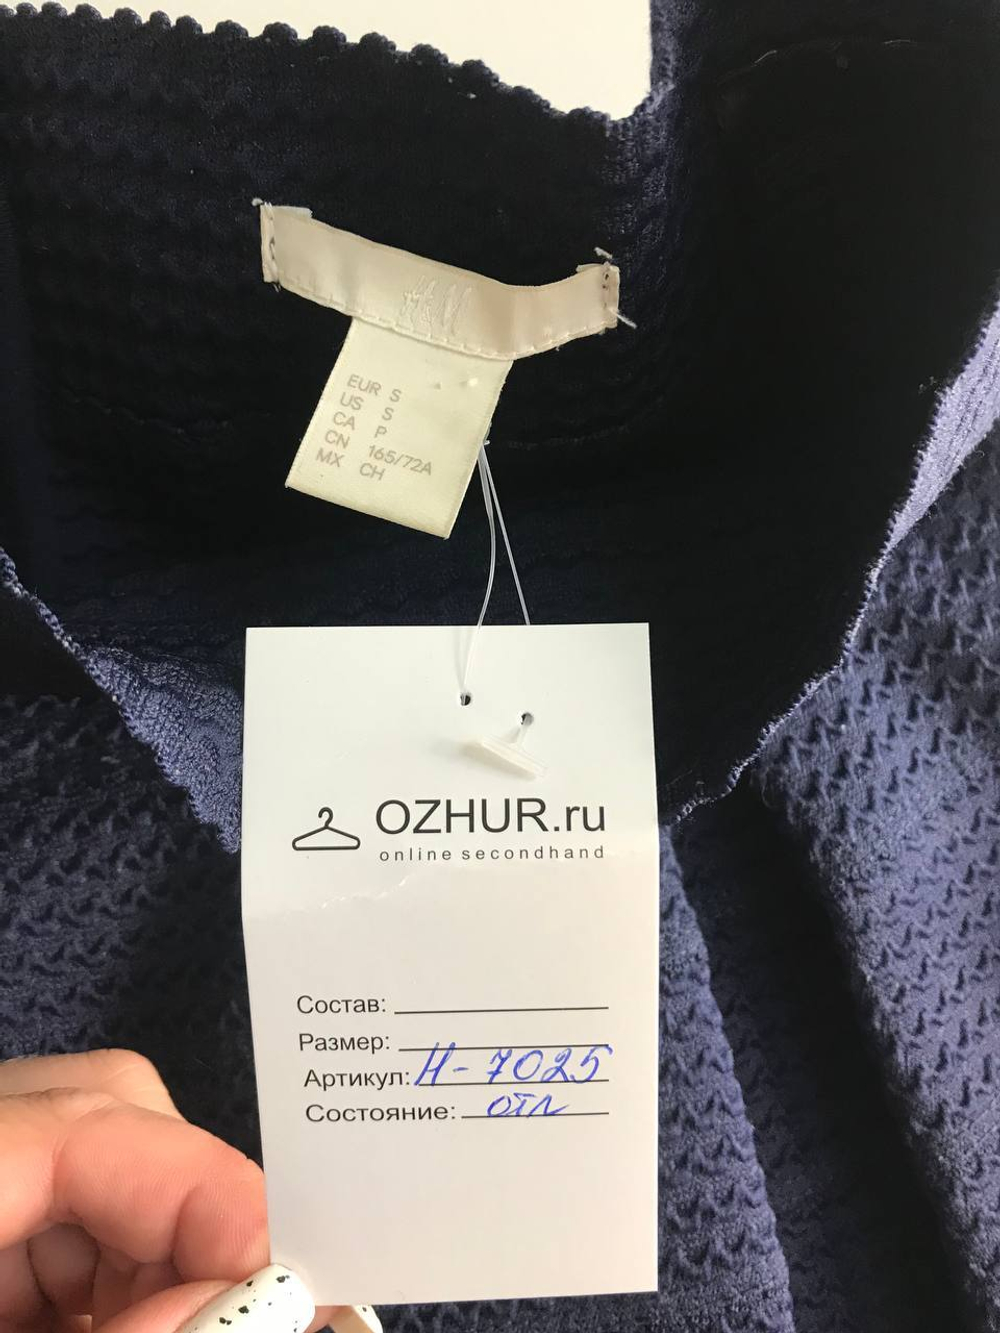 H&M
EUR S
US S
CA P
CN 165/72A
MX CH
OZHUR.ru
online secondhand
Состав:
Размер:
Артикул: Н-7025
Состояние: отл